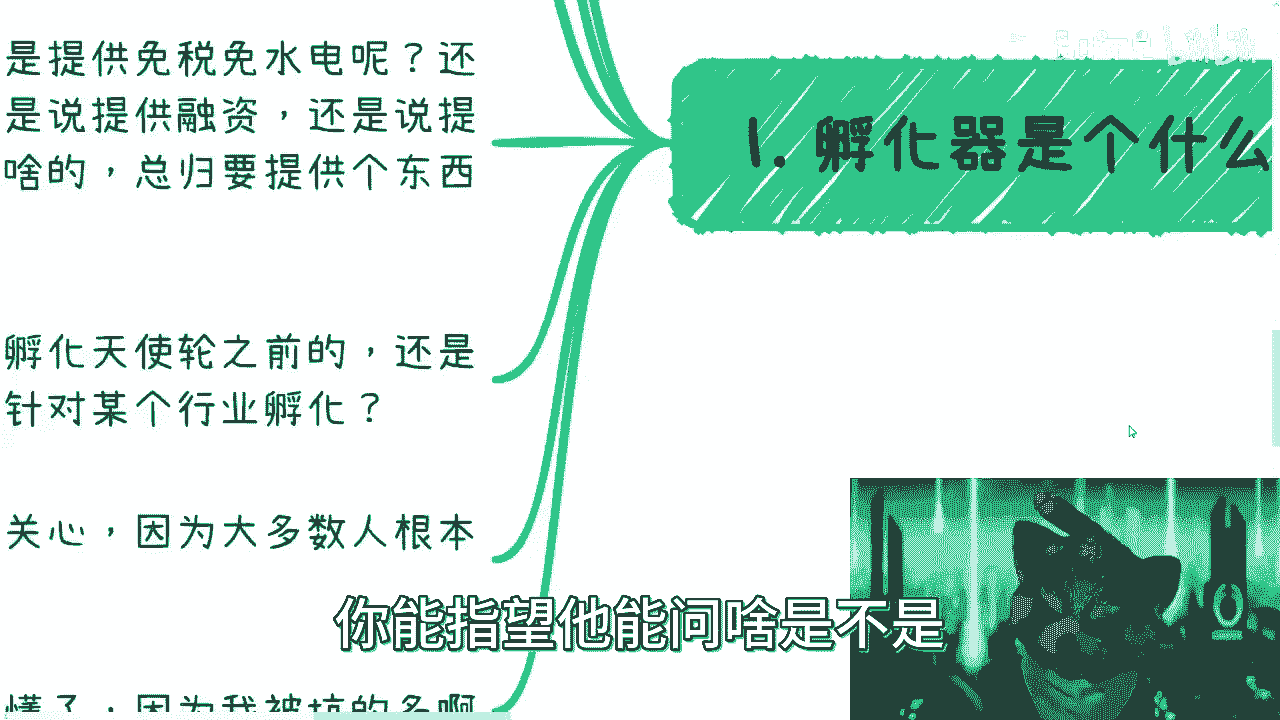 是提供免税免水电呢？还
是说提供融资，还是说提
啥的，总归要提供个东西
1. 孵化器是个什么
孵化天使轮之前的，还是
针对某个行业孵化？
关心，因为大多数人根本
你能指望他能问啥是不是
懂了，因为我被坑的多啊